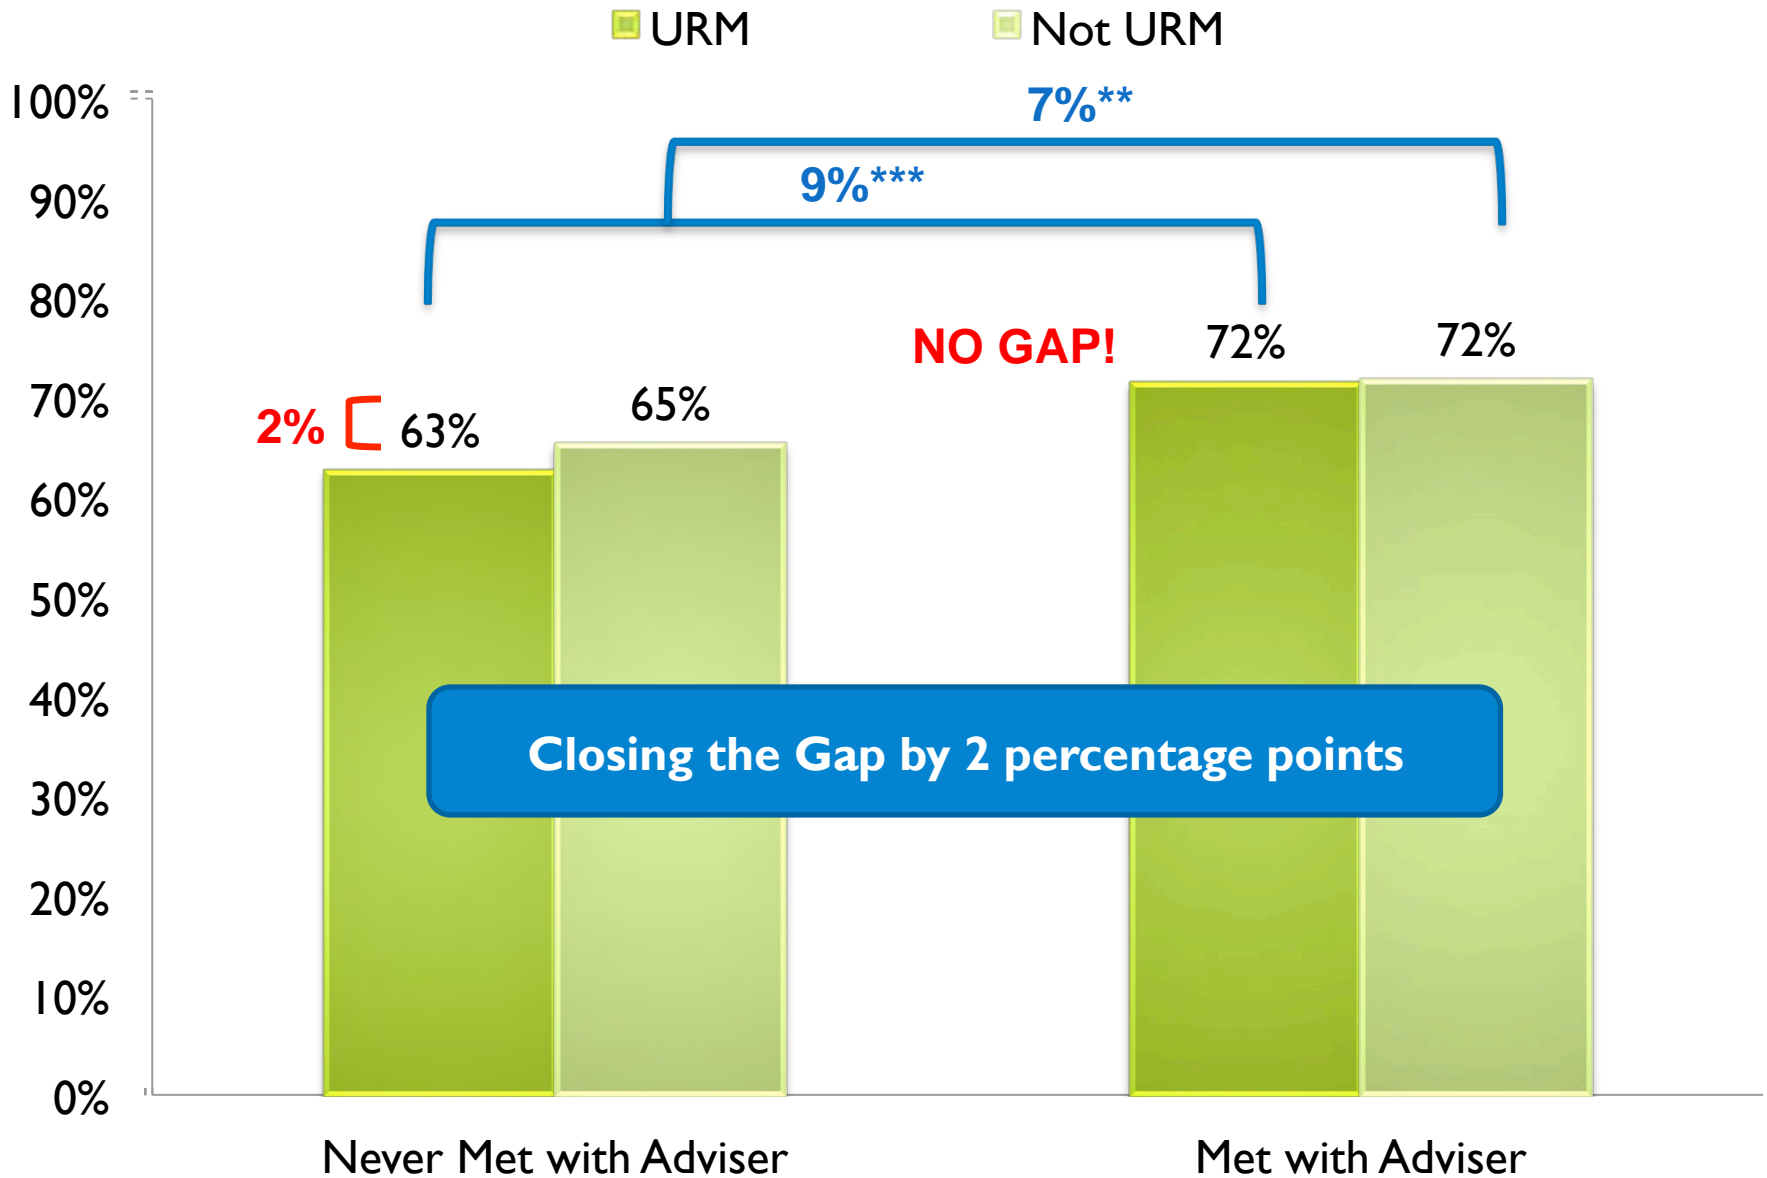 URM Not URM
100%
7%**
9%***
90%
80%
NO GAP! 72% 72%
70%
2% 63% 65%
60%
50%
40%
Closing the Gap by 2 percentage points
30%
20%
10%
0%
Never Met with Adviser Met with Adviser